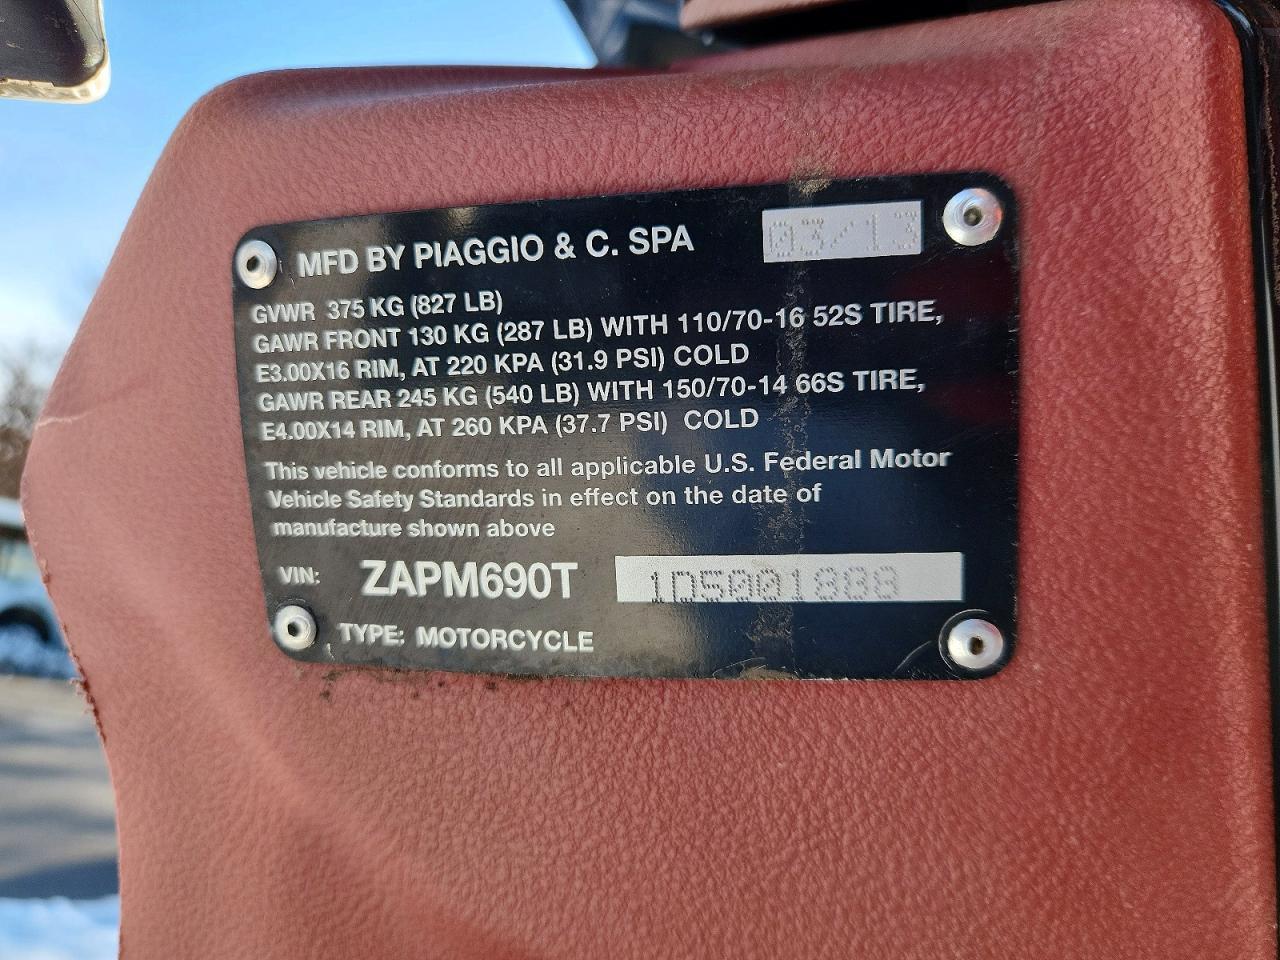 MFD BY PIAGGIO & C. SPA 03/13
GVWR 375 KG (827 LB)
GAWR FRONT 130 KG (287 LB) WITH 110/70-16 52S TIRE,
E3.00X16 RIM, AT 220 KPA (31.9 PSI) COLD
GAWR REAR 245 KG (540 LB) WITH 150/70-14 66S TIRE,
E4.00X14 RIM, AT 260 KPA (37.7 PSI) COLD
This vehicle conforms to all applicable U.S. Federal Motor
Vehicle Safety Standards in effect on the date of
manufacture shown above
VIN: ZAPM690T 1D5001888
TYPE: MOTORCYCLE